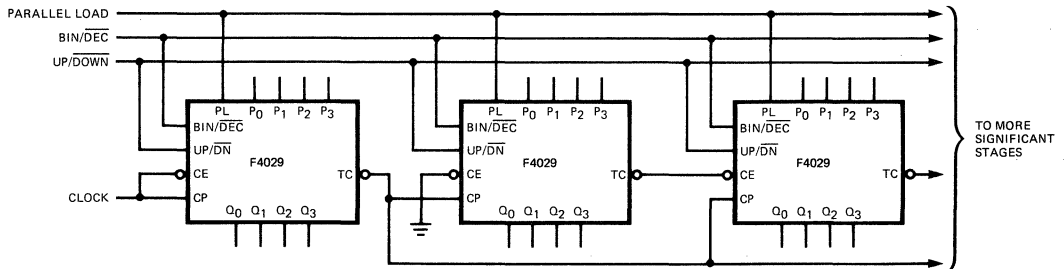 PARALLEL LOAD
BIN/DEC
UP/DOWN
PL P0 P1 P2 P3
BIN/DEC
UP/DN
F4029
CE
TC
CP
Q0 Q1 Q2 Q3
CLOCK
PL P0 P1 P2 P3
BIN/DEC
UP/DN
F4029
CE
TC
CP
Q0 Q1 Q2 Q3
PL P0 P1 P2 P3
BIN/DEC
UP/DN
F4029
CE
TC
CP
Q0 Q1 Q2 Q3
TO MORE
SIGNIFICANT
STAGES